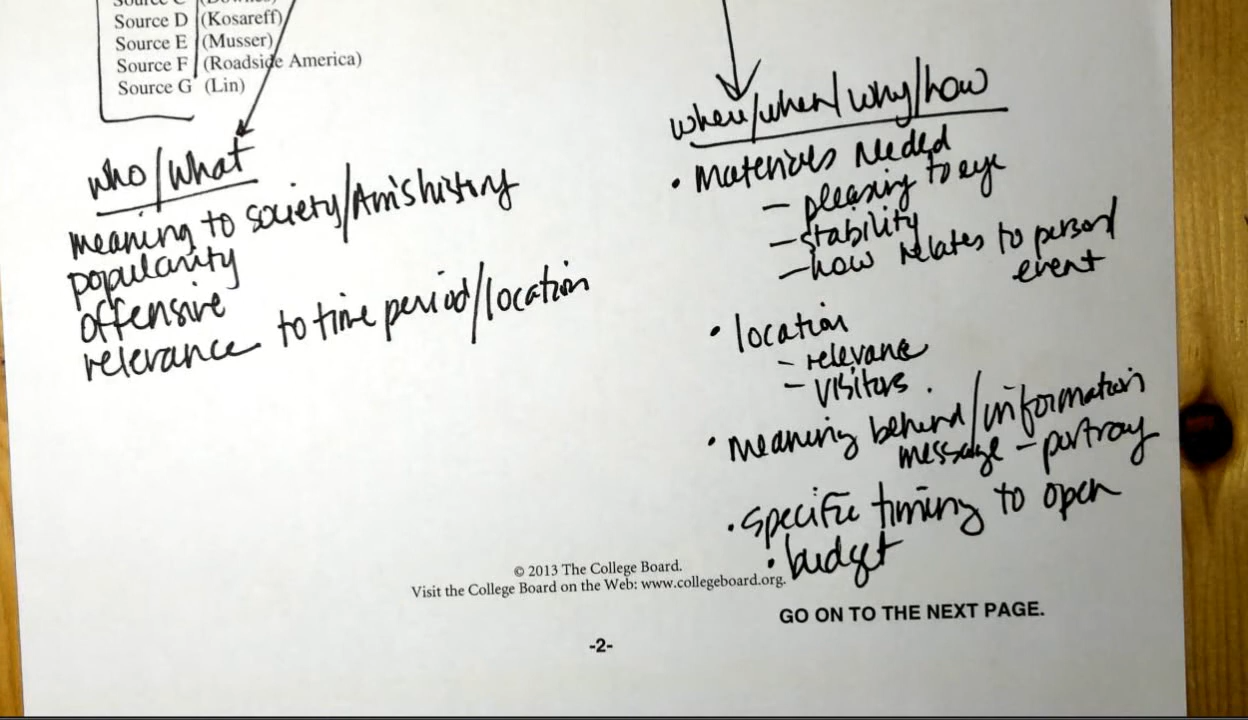 Source D (Kosareff)
Source E (Musser)
Source F (Roadside America)
Source G (Lin)
who/what
meaning to society/Am's history
popularity
offensive
relevance to time period/location
where/when/why/how
• Materials Needed
- pleasing to eye
- stability
- how relates to person/
event
• location
- relevance
- visitors.
• meaning behind/information
message - portray
• specific timing to open
• budget
© 2013 The College Board.
Visit the College Board on the Web: www.collegeboard.org.
GO ON TO THE NEXT PAGE.
-2-